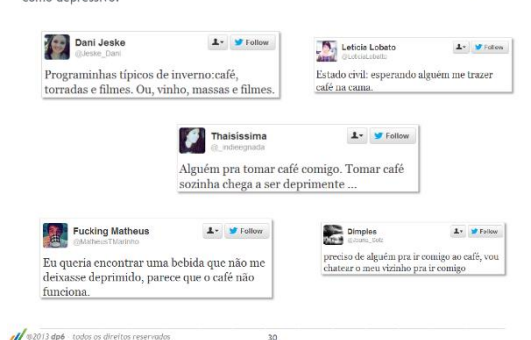 como depressivo.
Dani Jeske
@Jeske_Dani
Follow
Programinhas típicos de inverno:café,
torradas e filmes. Ou, vinho, massas e filmes.
Leticia Lobato
Follow
Estado civil: esperando alguém me trazer
café na cama.
Thaisissima
@_indeegnada
Follow
Alguém pra tomar café comigo. Tomar café
sozinha chega a ser deprimente ...
Fucking Matheus
@MatheusTMarinho
Follow
Eu queria encontrar uma bebida que não me
deixasse deprimido, parece que o café não
funciona.
Dimples
Follow
preciso de alguém pra ir comigo ao café, vou
chatear o meu vizinho pra ir comigo
©2013 dp6 todos os direitos reservados
30